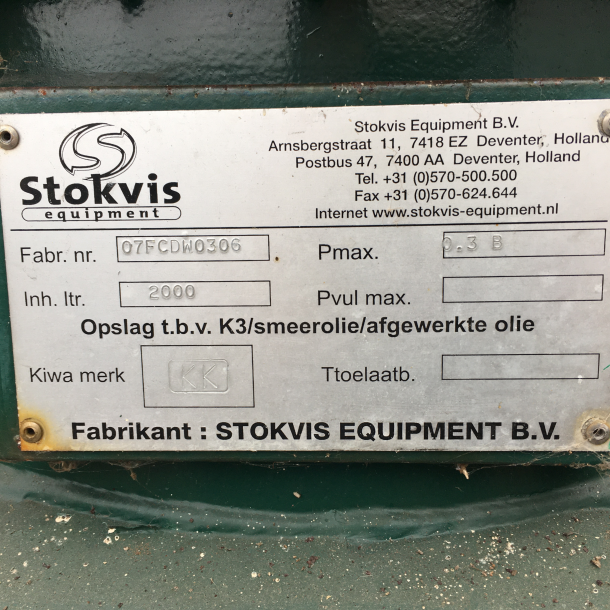 Stokvis
equipment
Stokvis Equipment B.V.
Arnsbergstraat 11, 7418 EZ Deventer, Holland
Postbus 47, 7400 AA Deventer, Holland
Tel. +31 (0)570-500.500
Fax +31 (0)570-624.644
Internet www.stokvis-equipment.nl
Fabr. nr. 07FCDW0306 Pmax. 0.3 B
Inh. ltr. 2000 Pvul max.
Opslag t.b.v. K3/smeerolie/afgewerkte olie
Kiwa merk KK Ttoelaatb.
Fabrikant : STOKVIS EQUIPMENT B.V.